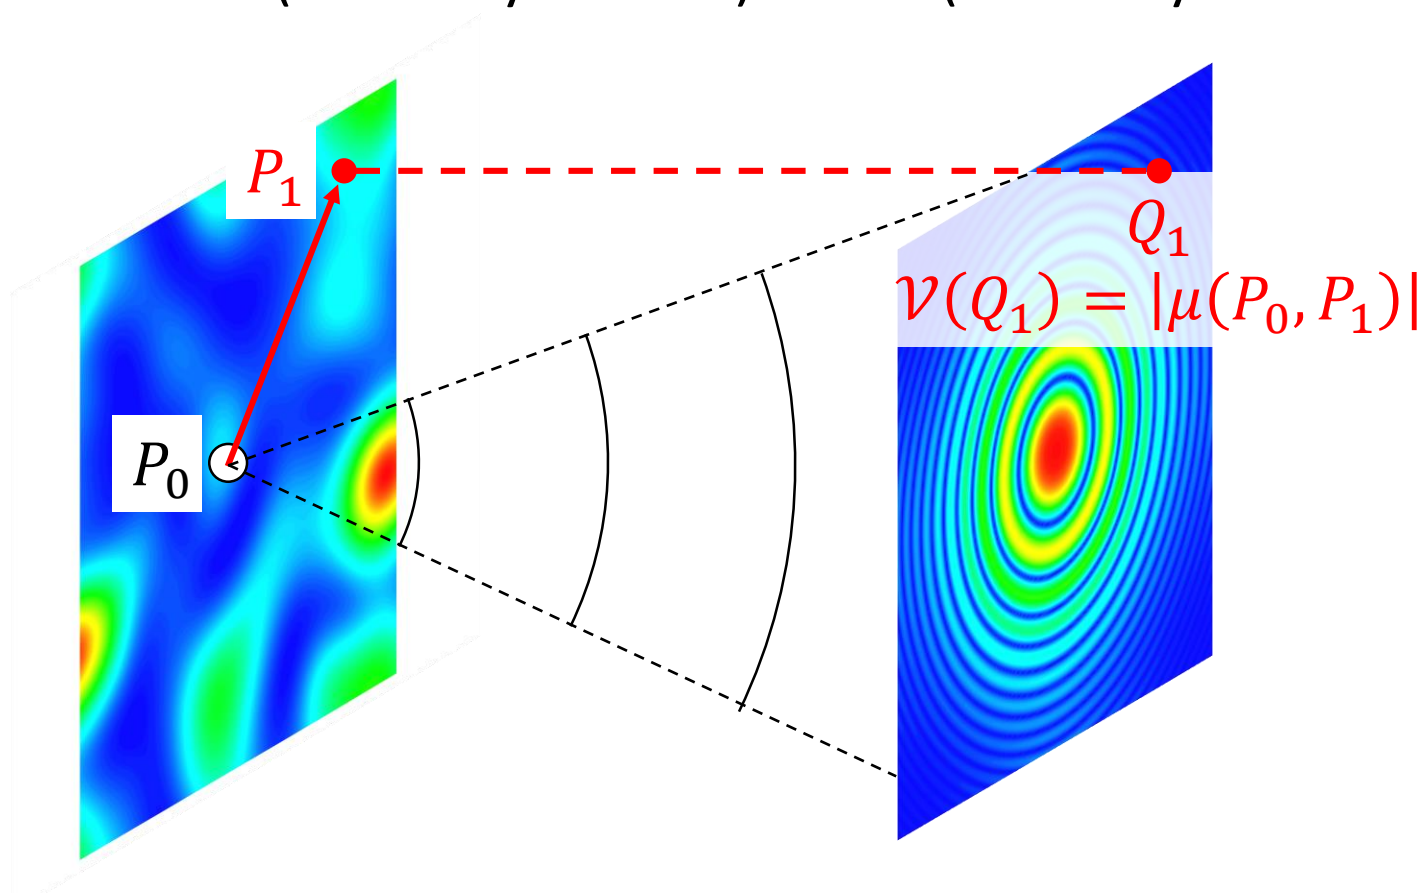 P₁
Q₁
𝒱(Q₁) = |μ(P₀, P₁)|
P₀